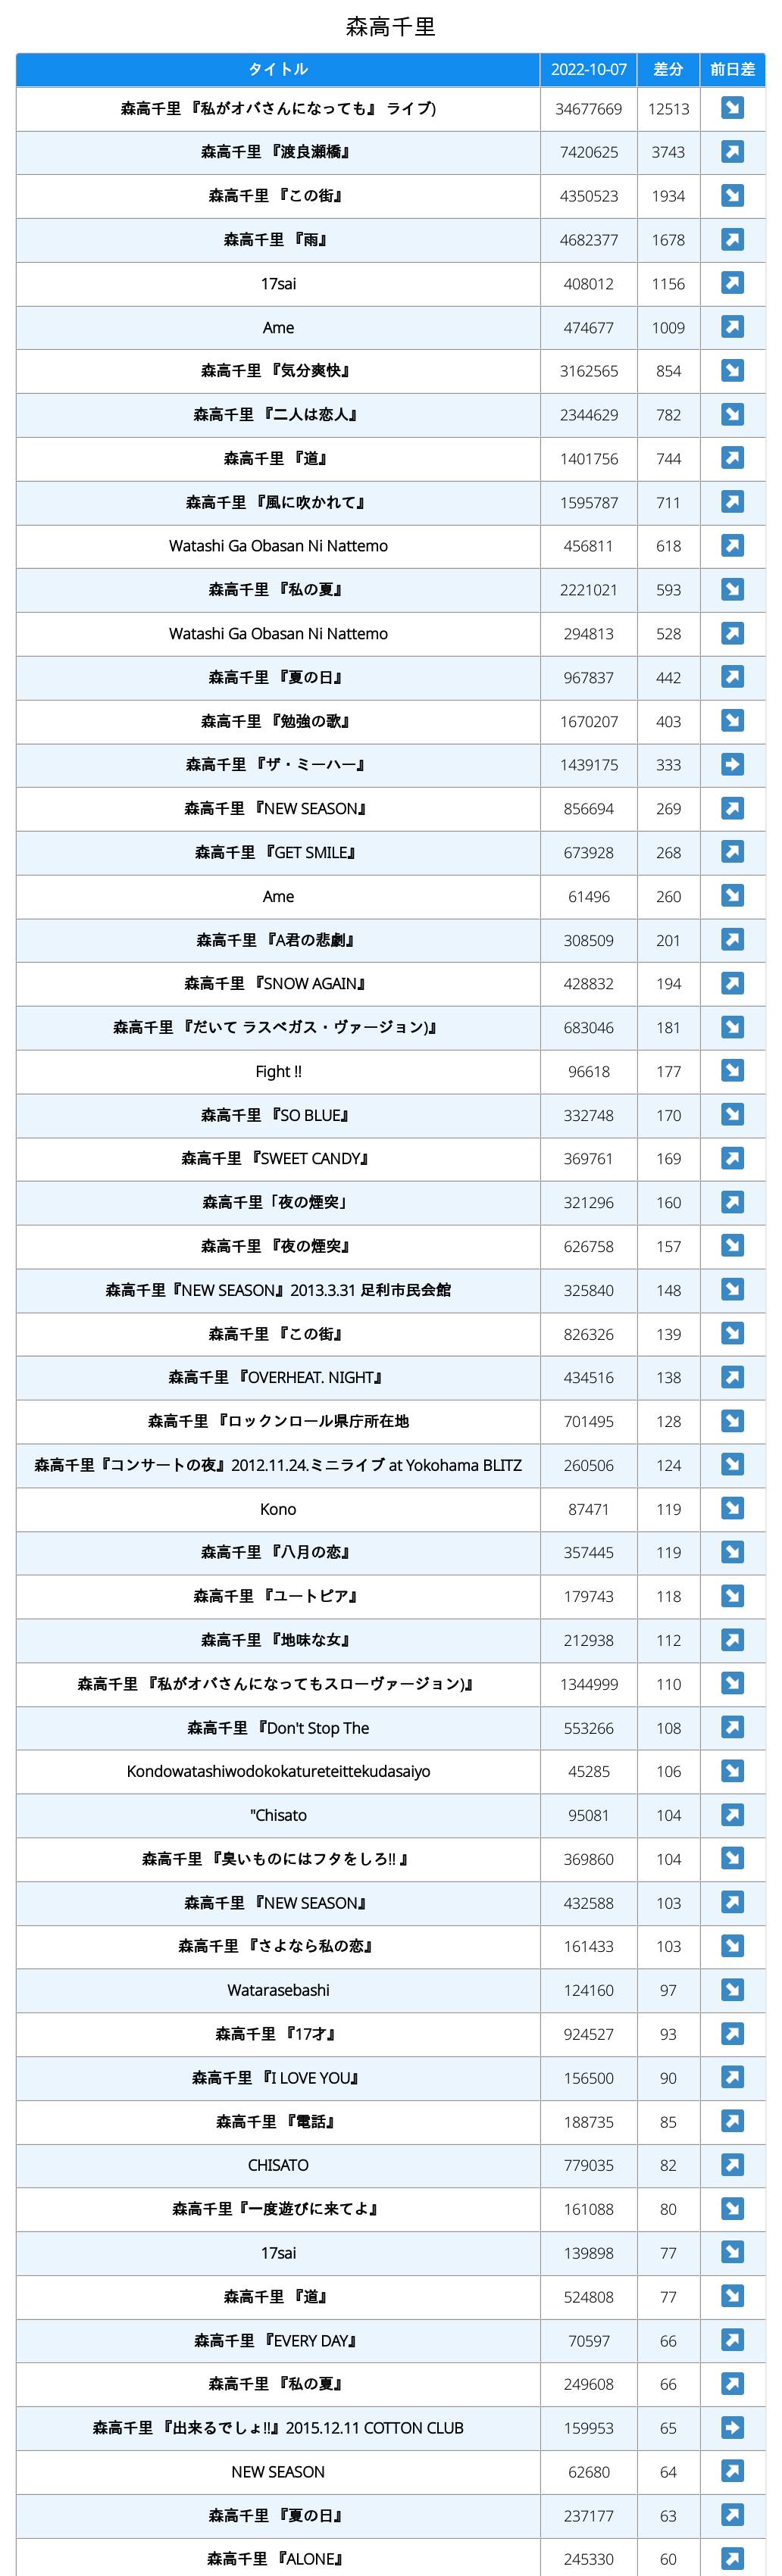 森高千里
タイトル 2022-10-07 差分 前日差
森高千里 『私がオバさんになっても』 ライブ) 34677669 12513
森高千里 『渡良瀬橋』 7420625 3743
森高千里 『この街』 4350523 1934
森高千里 『雨』 4682377 1678
17sai 408012 1156
Ame 474677 1009
森高千里 『気分爽快』 3162565 854
森高千里 『二人は恋人』 2344629 782
森高千里 『道』 1401756 744
森高千里 『風に吹かれて』 1595787 711
Watashi Ga Obasan Ni Nattemo 456811 618
森高千里 『私の夏』 2221021 593
Watashi Ga Obasan Ni Nattemo 294813 528
森高千里 『夏の日』 967837 442
森高千里 『勉強の歌』 1670207 403
森高千里 『ザ・ミーハー』 1439175 333
森高千里 『NEW SEASON』 856694 269
森高千里 『GET SMILE』 673928 268
Ame 61496 260
森高千里 『A君の悲劇』 308509 201
森高千里 『SNOW AGAIN』 428832 194
森高千里 『だいて ラスベガス・ヴァージョン)』 683046 181
Fight !! 96618 177
森高千里 『SO BLUE』 332748 170
森高千里 『SWEET CANDY』 369761 169
森高千里「夜の煙突」 321296 160
森高千里 『夜の煙突』 626758 157
森高千里『NEW SEASON』2013.3.31 足利市民会館 325840 148
森高千里 『この街』 826326 139
森高千里 『OVERHEAT. NIGHT』 434516 138
森高千里 『ロックンロール県庁所在地 701495 128
森高千里『コンサートの夜』2012.11.24.ミニライブ at Yokohama BLITZ 260506 124
Kono 87471 119
森高千里 『八月の恋』 357445 119
森高千里 『ユートピア』 179743 118
森高千里 『地味な女』 212938 112
森高千里 『私がオバさんになってもスローヴァージョン)』 1344999 110
森高千里 『Don't Stop The 553266 108
Kondowatashiwodokokatureteittekudasaiyo 45285 106
"Chisato 95081 104
森高千里 『臭いものにはフタをしろ!! 』 369860 104
森高千里 『NEW SEASON』 432588 103
森高千里 『さよなら私の恋』 161433 103
Watarasebashi 124160 97
森高千里 『17才』 924527 93
森高千里 『I LOVE YOU』 156500 90
森高千里 『電話』 188735 85
CHISATO 779035 82
森高千里『一度遊びに来てよ』 161088 80
17sai 139898 77
森高千里 『道』 524808 77
森高千里 『EVERY DAY』 70597 66
森高千里 『私の夏』 249608 66
森高千里 『出来るでしょ!!』2015.12.11 COTTON CLUB 159953 65
NEW SEASON 62680 64
森高千里 『夏の日』 237177 63
森高千里 『ALONE』 245330 60